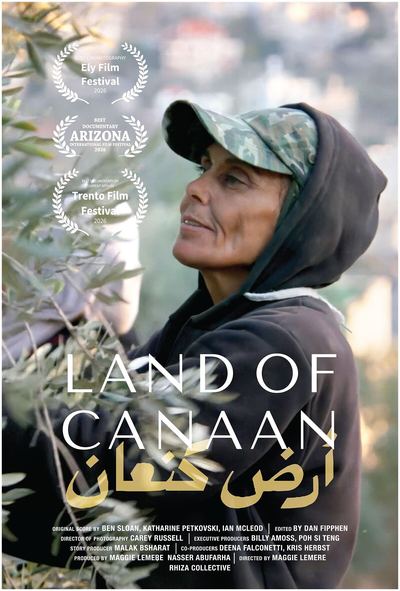 Ely Film
Festival
2026
BEST
DOCUMENTARY
ARIZONA
INTERNATIONAL FILM FESTIVAL
2026
Trento Film
Festival
2026
LAND OF
CANAAN
أرض كنعان
ORIGINAL SCORE BY BEN SLOAN, KATHARINE PETKOVSKI, IAN MCLEOD | EDITED BY DAN FIPPHEN
DIRECTOR OF PHOTOGRAPHY CAREY RUSSELL | EXECUTIVE PRODUCERS BILLY AMOSS, POH SI TENG
STORY PRODUCER MALAK BSHARAT | CO-PRODUCERS DEENA FALCONETTI, KRIS HERBST
PRODUCED BY MAGGIE LEMERE NASSER ABUFARHA | DIRECTED BY MAGGIE LEMERE
RHIZA COLLECTIVE